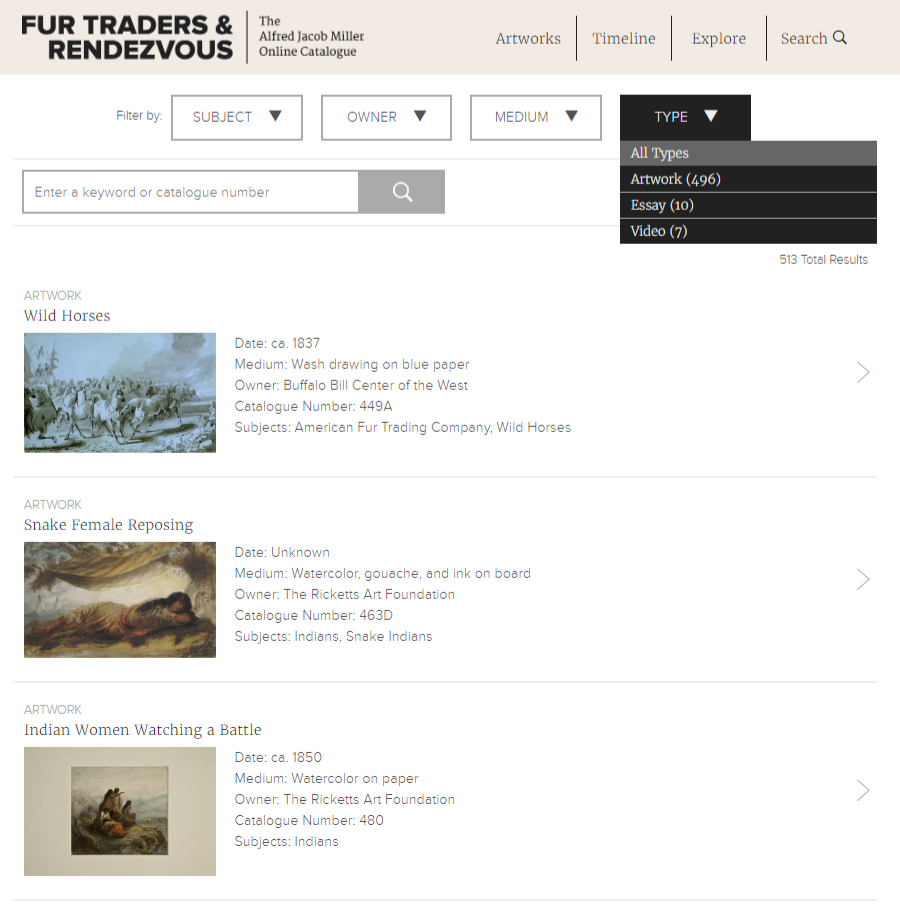 FUR TRADERS &
RENDEZVOUS
The
Alfred Jacob Miller
Online Catalogue
Artworks
Timeline
Explore
Search
Filter by:
SUBJECT ▼
OWNER ▼
MEDIUM ▼
TYPE ▼
All Types
Artwork (496)
Essay (10)
Video (7)
Enter a keyword or catalogue number
513 Total Results
ARTWORK
Wild Horses
Date: ca. 1837
Medium: Wash drawing on blue paper
Owner: Buffalo Bill Center of the West
Catalogue Number: 449A
Subjects: American Fur Trading Company, Wild Horses
ARTWORK
Snake Female Reposing
Date: Unknown
Medium: Watercolor, gouache, and ink on board
Owner: The Ricketts Art Foundation
Catalogue Number: 463D
Subjects: Indians, Snake Indians
ARTWORK
Indian Women Watching a Battle
Date: ca. 1850
Medium: Watercolor on paper
Owner: The Ricketts Art Foundation
Catalogue Number: 480
Subjects: Indians